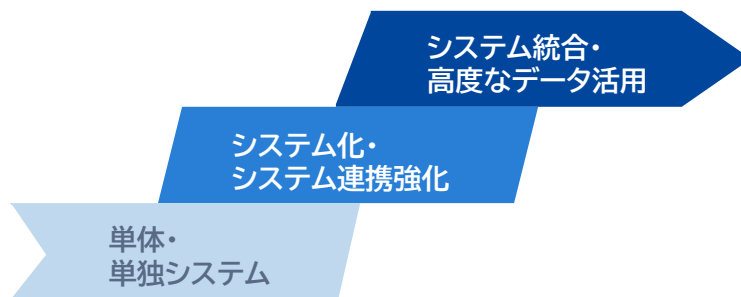 システム統合・
高度なデータ活用
システム化・
システム連携強化
単体・
単独システム